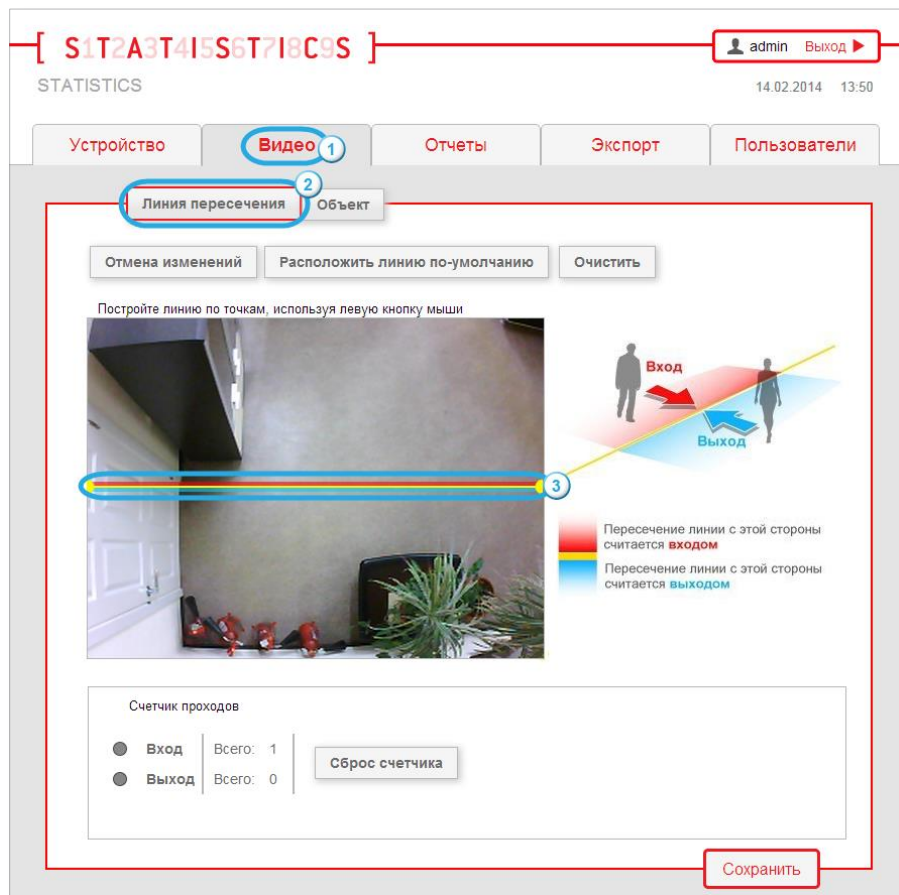 [ S1T2A3T4I5S6T7I8C9S ]
admin Выход
STATISTICS
14.02.2014 13:50
Устройство
Видео
1
Отчеты
Экспорт
Пользователи
2
Линия пересечения
Объект
Отмена изменений
Расположить линию по-умолчанию
Очистить
Постройте линию по точкам, используя левую кнопку мыши
Вход
Выход
3
Пересечение линии с этой стороны
считается входом
Пересечение линии с этой стороны
считается выходом
Счетчик проходов
Вход Всего: 1
Выход Всего: 0
Сброс счетчика
Сохранить